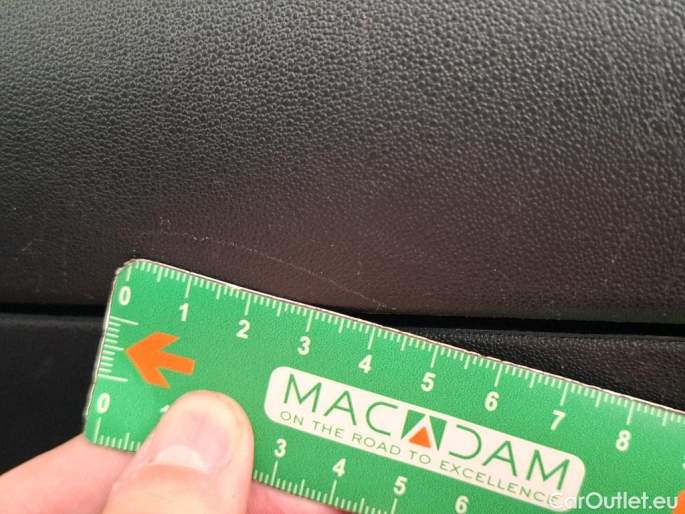 0 1 2 3 4 5 6 7 8
MACADAM
ON THE ROAD TO EXCELLENCE
0 1 3 4 5 6
CarOutlet.eu